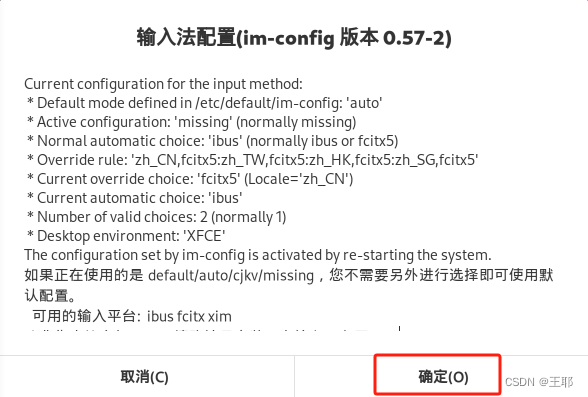 输入法配置(im-config 版本 0.57-2)
Current configuration for the input method:
* Default mode defined in /etc/default/im-config: 'auto'
* Active configuration: 'missing' (normally missing)
* Normal automatic choice: 'ibus' (normally ibus or fcitx5)
* Override rule: 'zh_CN,fcitx5:zh_TW,fcitx5:zh_HK,fcitx5:zh_SG,fcitx5'
* Current override choice: 'fcitx5' (Locale='zh_CN')
* Current automatic choice: 'ibus'
* Number of valid choices: 2 (normally 1)
* Desktop environment: 'XFCE'
The configuration set by im-config is activated by re-starting the system.
如果正在使用的是 default/auto/cjkv/missing，您不需要另外进行选择即可使用默
认配置。
可用的输入平台: ibus fcitx xim
取消(C)
确定(O)
CSDN @王耶